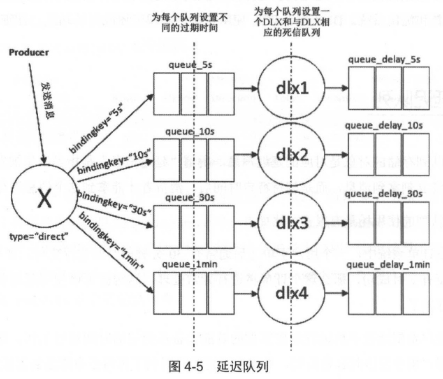 为每个队列设置不
同的过期时间
为每个队列设置一
个DLX和与DLX相
应的死信队列
Producer
发送消息
X
type="direct"
bindingkey="5s"
bindingkey="10s"
bindingkey="30s"
bindingkey="1min"
queue_5s
dlx1
queue_delay_5s
queue_10s
dlx2
queue_delay_10s
queue_30s
dlx3
queue_delay_30s
queue_1min
dlx4
queue_delay_1min
图 4-5 延迟队列